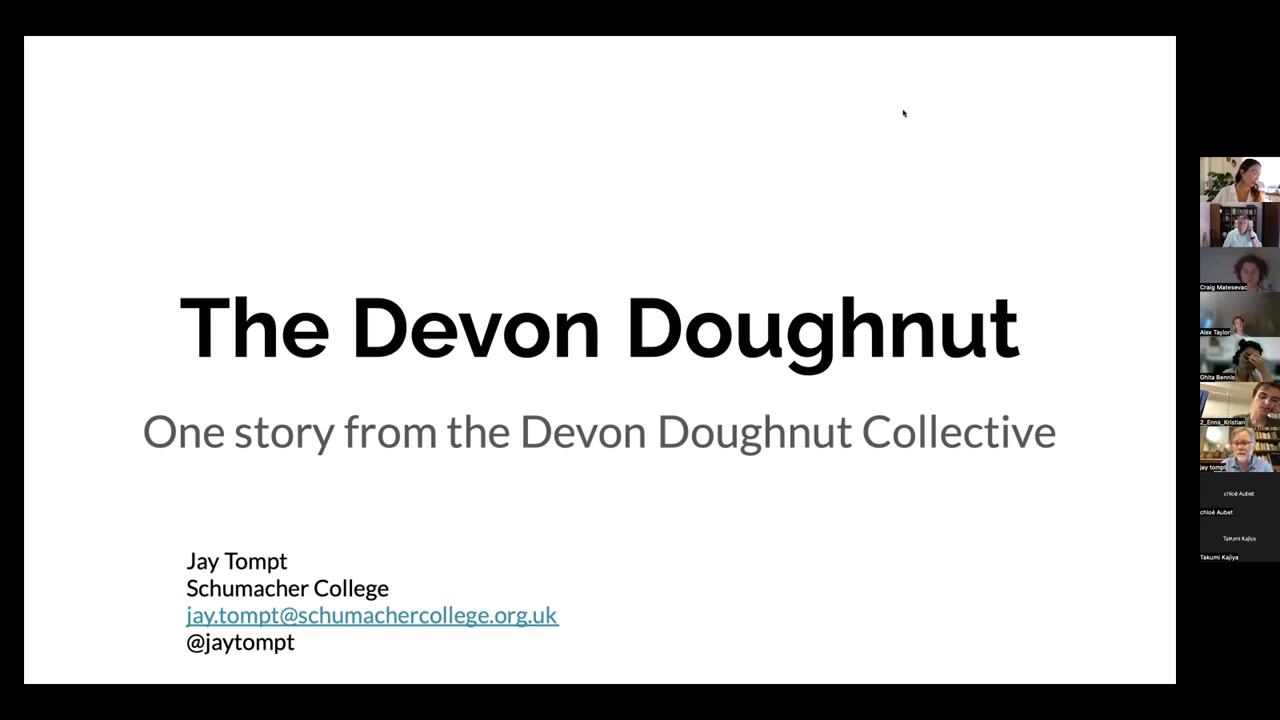 The Devon Doughnut
One story from the Devon Doughnut Collective
Jay Tompt
Schumacher College
jay.tompt@schumachercollege.org.uk
@jaytompt
Craig Matesevac
Alex Taylor
Ghita Bennis
2_Enns_Kristian
jay tompt
chloé Aubet
chloé Aubet
Takumi Kajiya
Takumi Kajiya